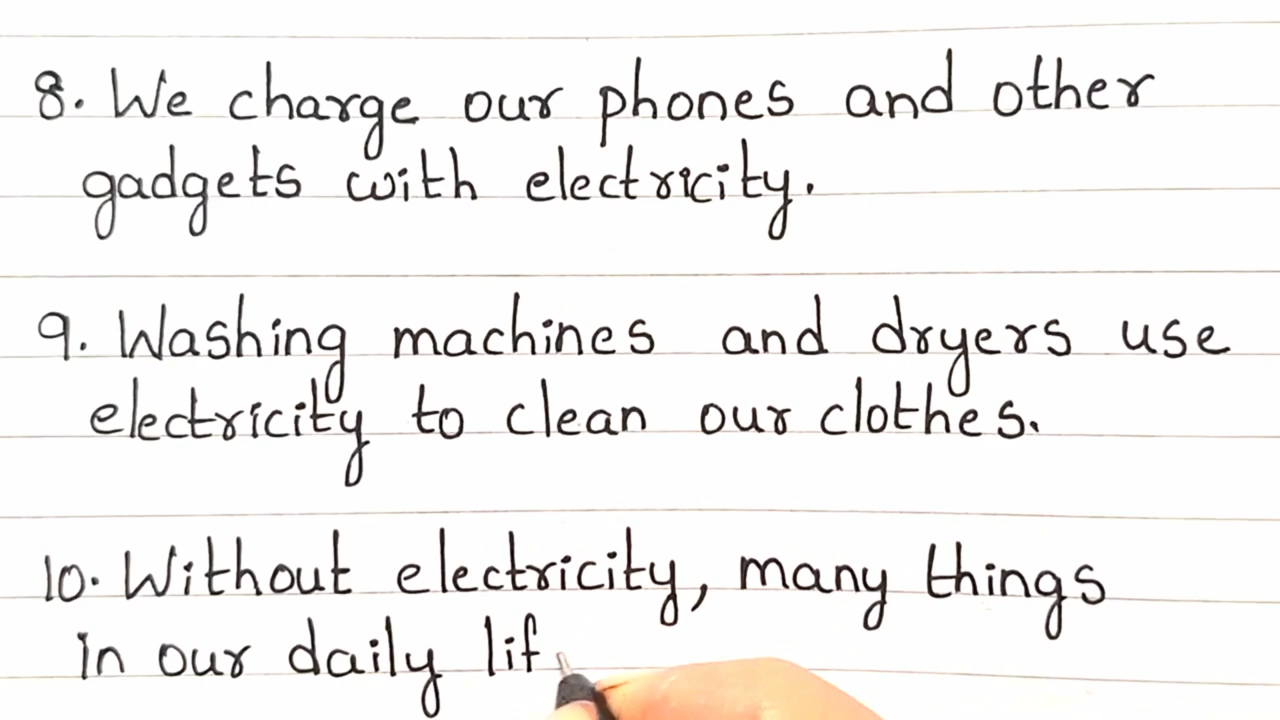 8. We charge our phones and other
gadgets with electricity.
9. Washing machines and dryers use
electricity to clean our clothes.
10. Without electricity, many things
in our daily lif